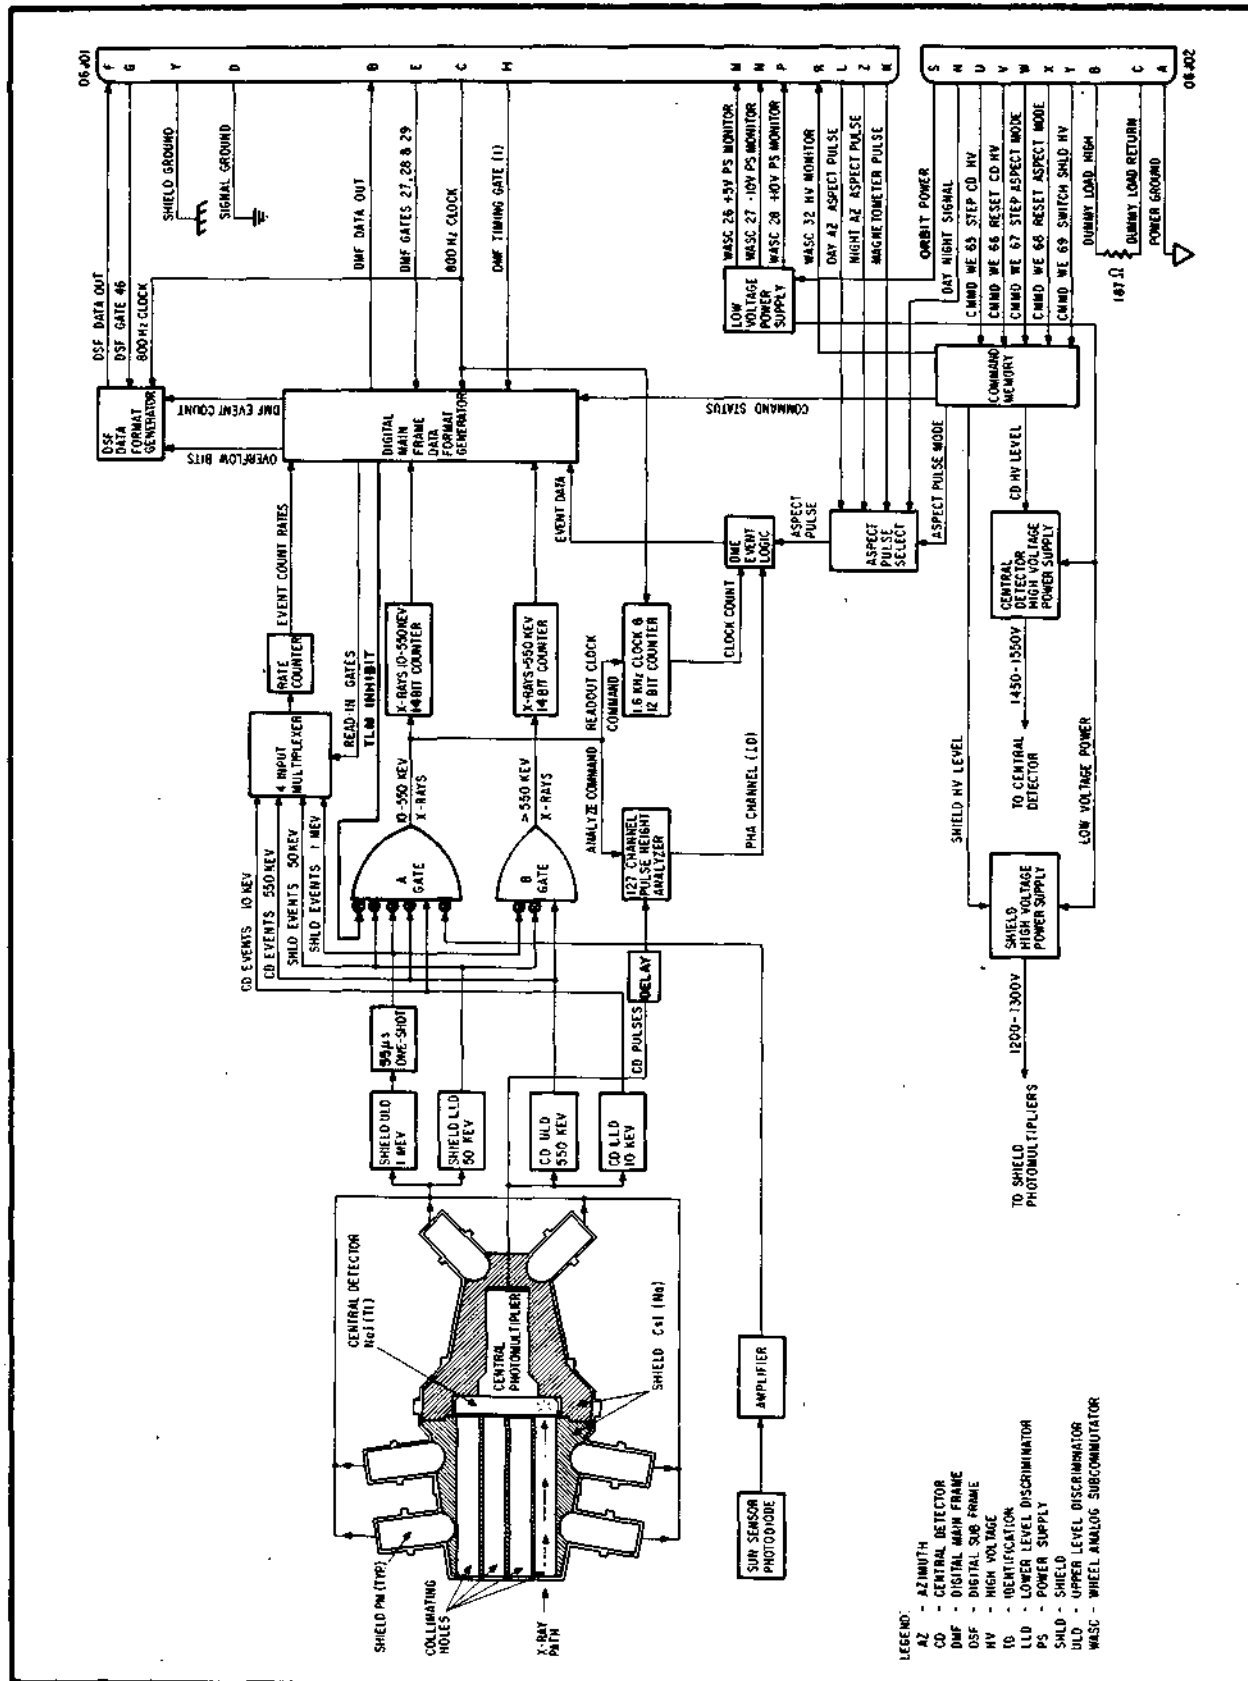 06J01
F
G
Y
D
B
E
C
H
M
N
P
R
L
Z
K
06J02
S
N
U
V
W
X
Y
B
C
A
DSF DATA OUT
DSF GATE 46
800 Hz CLOCK
SHIELD GROUND
SIGNAL GROUND
DMF DATA OUT
DMF GATES 27, 28 & 29
800 Hz CLOCK
DMF TIMING GATE (1)
WASC 26 +5V PS MONITOR
WASC 27 -10V PS MONITOR
WASC 28 +10V PS MONITOR
WASC 32 HV MONITOR
DAY AZ ASPECT PULSE
NIGHT AZ ASPECT PULSE
MAGNETOMETER PULSE
ORBIT POWER
DAY NIGHT SIGNAL
CMMD WE 65 STEP CD HV
CMMD WE 66 RESET CD HV
CMMD WE 67 STEP ASPECT MODE
CMMD WE 68 RESET ASPECT MODE
CMMD WE 69 SWITCH SHLD HV
DUMMY LOAD HIGH
187 Ω
DUMMY LOAD RETURN
POWER GROUND
DSF DATA
FORMAT
GENERATOR
OVERFLOW BITS
DMF EVENT COUNT
DIGITAL
MAIN
FRAME
DATA
FORMAT
GENERATOR
LOW
VOLTAGE
POWER
SUPPLY
COMMAND
MEMORY
COMMAND STATUS
EVENT COUNT RATES
READ-IN GATES
TLM INHIBIT
EVENT DATA
RATE
COUNTER
4 INPUT
MULTIPLEXER
X-RAYS 10-550 KEV
14 BIT COUNTER
X-RAYS>550 KEV
14 BIT COUNTER
1.6 KHz CLOCK &
12 BIT COUNTER
READOUT CLOCK
COMMAND
CLOCK COUNT
DME
EVENT
LOGIC
ASPECT
PULSE
ASPECT
PULSE
SELECT
ASPECT PULSE MODE
CD HV LEVEL
SHIELD HV LEVEL
LOW VOLTAGE POWER
CENTRAL
DETECTOR
HIGH VOLTAGE
POWER SUPPLY
1450-1550V
TO CENTRAL
DETECTOR
SHIELD
HIGH VOLTAGE
POWER SUPPLY
1200-1300V
TO SHIELD
PHOTOMULTIPLIERS
CD EVENTS 10 KEV
CD EVENTS 550 KEV
SHLD EVENTS 50 KEV
SHLD EVENTS 1 MEV
A
GATE
10-550 KEV
X-RAYS
B
GATE
>550 KEV
X-RAYS
ANALYZE COMMAND
127 CHANNEL
PULSE HEIGHT
ANALYZER
PHA CHANNEL (ID)
DELAY
CD PULSES
55 µs
ONE-SHOT
SHIELD ULD
1 MEV
SHIELD LLD
50 KEV
CD ULD
550 KEV
CD LLD
10 KEV
CENTRAL DETECTOR
NaI(Tl)
CENTRAL
PHOTOMULTIPLIER
SHIELD CsI (Na)
SHIELD PM (TYP)
COLLIMATING
HOLES
X-RAY
PATH
AMPLIFIER
SUN SENSOR
PHOTODIODE
LEGEND:
AZ - AZIMUTH
CD - CENTRAL DETECTOR
DMF - DIGITAL MAIN FRAME
DSF - DIGITAL SUB FRAME
HV - HIGH VOLTAGE
ID - IDENTIFICATION
LLD - LOWER LEVEL DISCRIMINATOR
PS - POWER SUPPLY
SHLD - SHIELD
ULD - UPPER LEVEL DISCRIMINATOR
WASC - WHEEL ANALOG SUBCOMMUTATOR